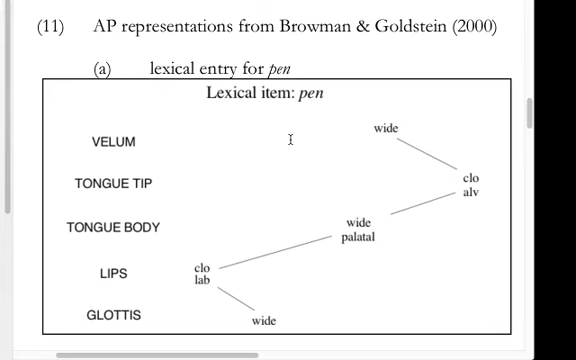 (11) AP representations from Browman & Goldstein (2000)
(a) lexical entry for pen
Lexical item: pen
wide
VELUM
clo
TONGUE TIP
alv
wide
TONGUE BODY
palatal
clo
LIPS
lab
GLOTTIS
wide